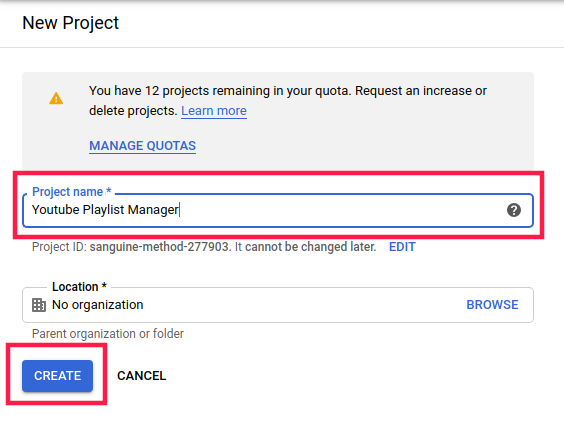 New Project
You have 12 projects remaining in your quota. Request an increase or
delete projects. Learn more
MANAGE QUOTAS
Project name *
Youtube Playlist Manager
Project ID: sanguine-method-277903. It cannot be changed later. EDIT
Location *
No organization BROWSE
Parent organization or folder
CREATE CANCEL